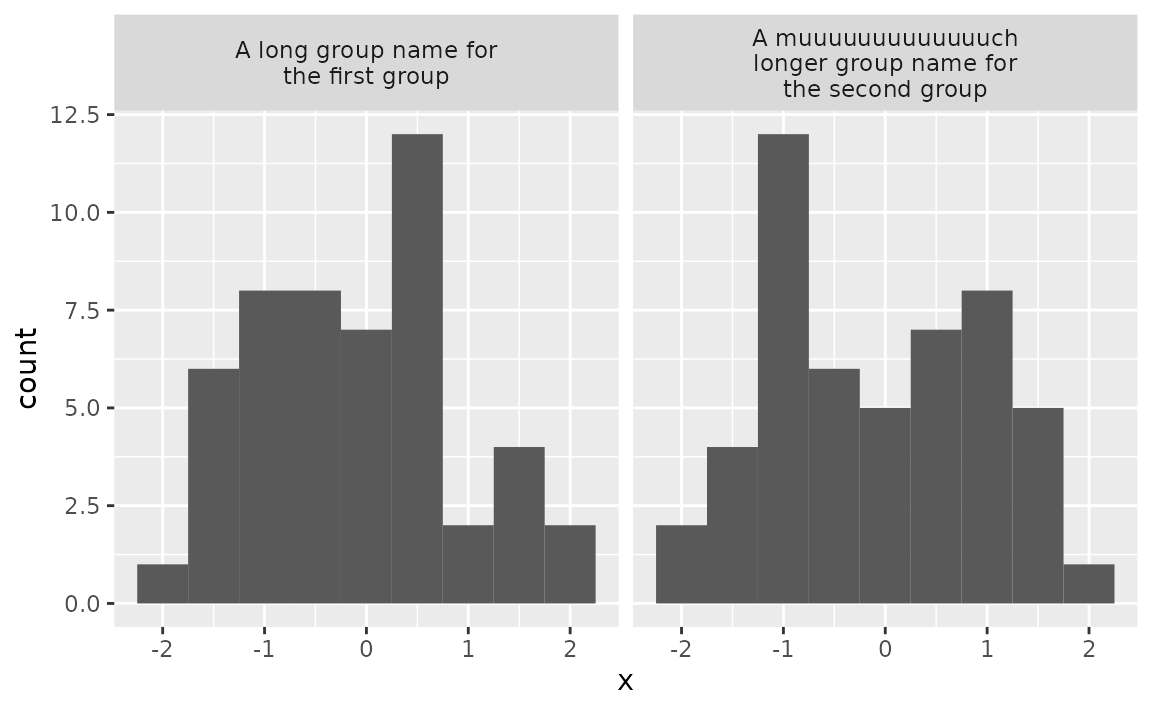 A long group name for
the first group
A muuuuuuuuuuuuuuch
longer group name for
the second group
12.5
10.0
7.5
5.0
2.5
0.0
count
-2 -1 0 1 2
-2 -1 0 1 2
x